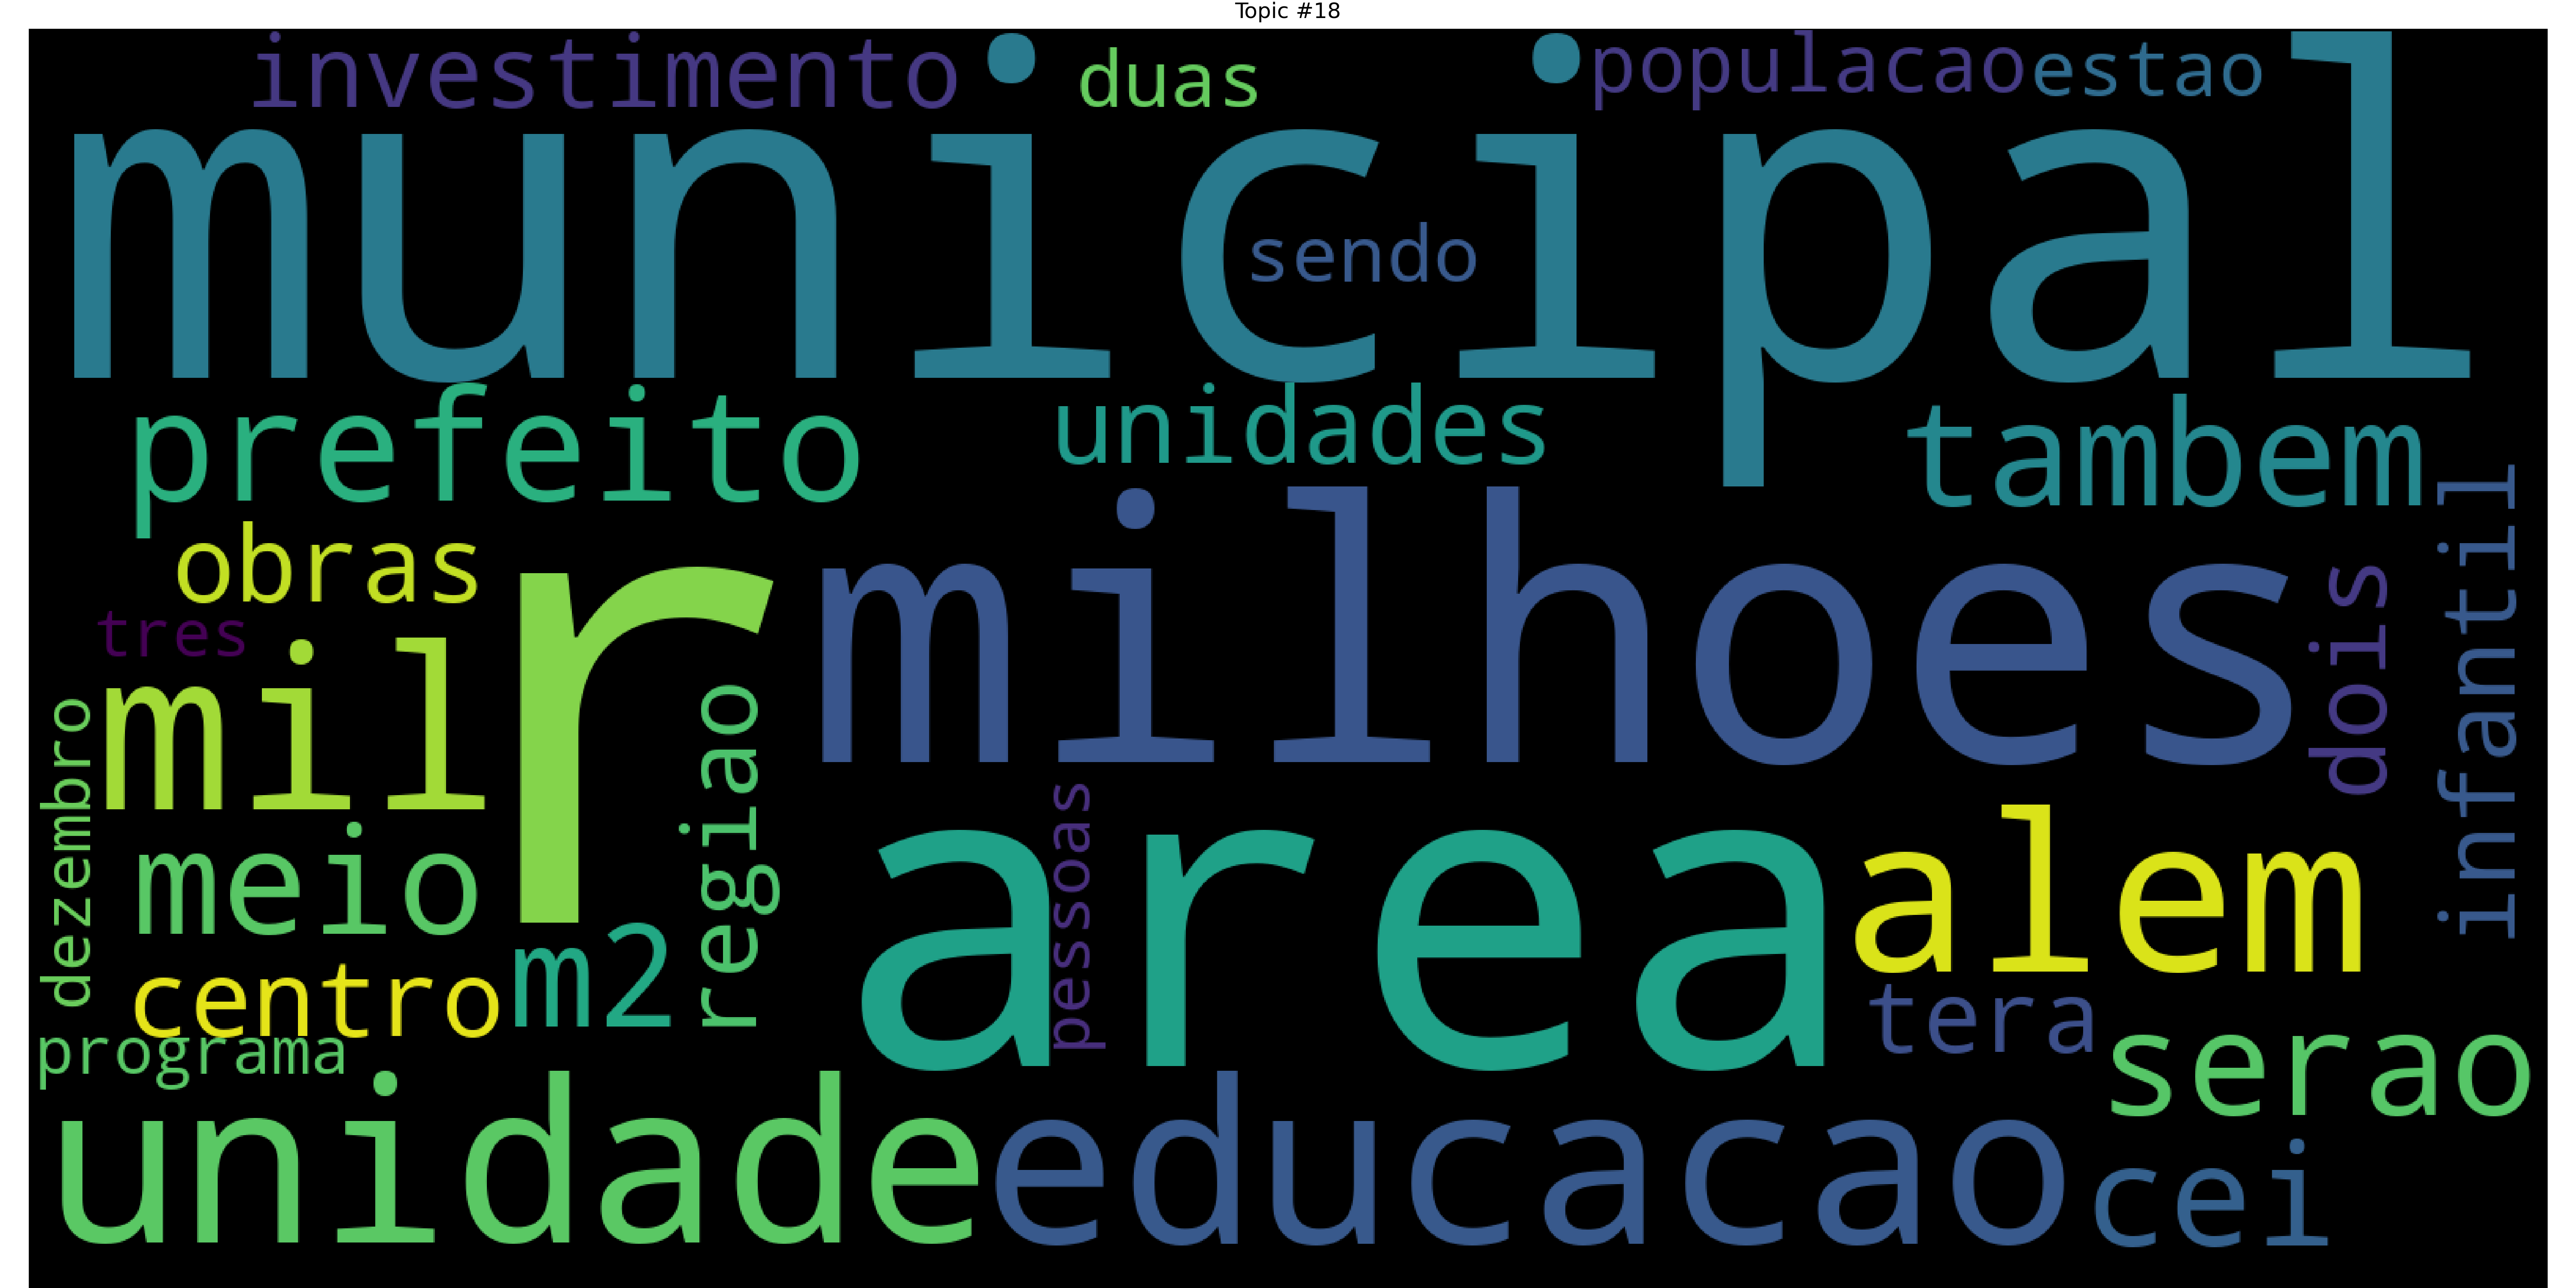 Topic #18
investimento
duas
populacao
estao
municipal
sendo
prefeito
unidades
tambem
infantil
obras
r
milhoes
dois
tres
mil
regiao
dezembro
pessoas
area
alem
meio
m2
centro
tera
programa
serao
unidade
educacao
cei